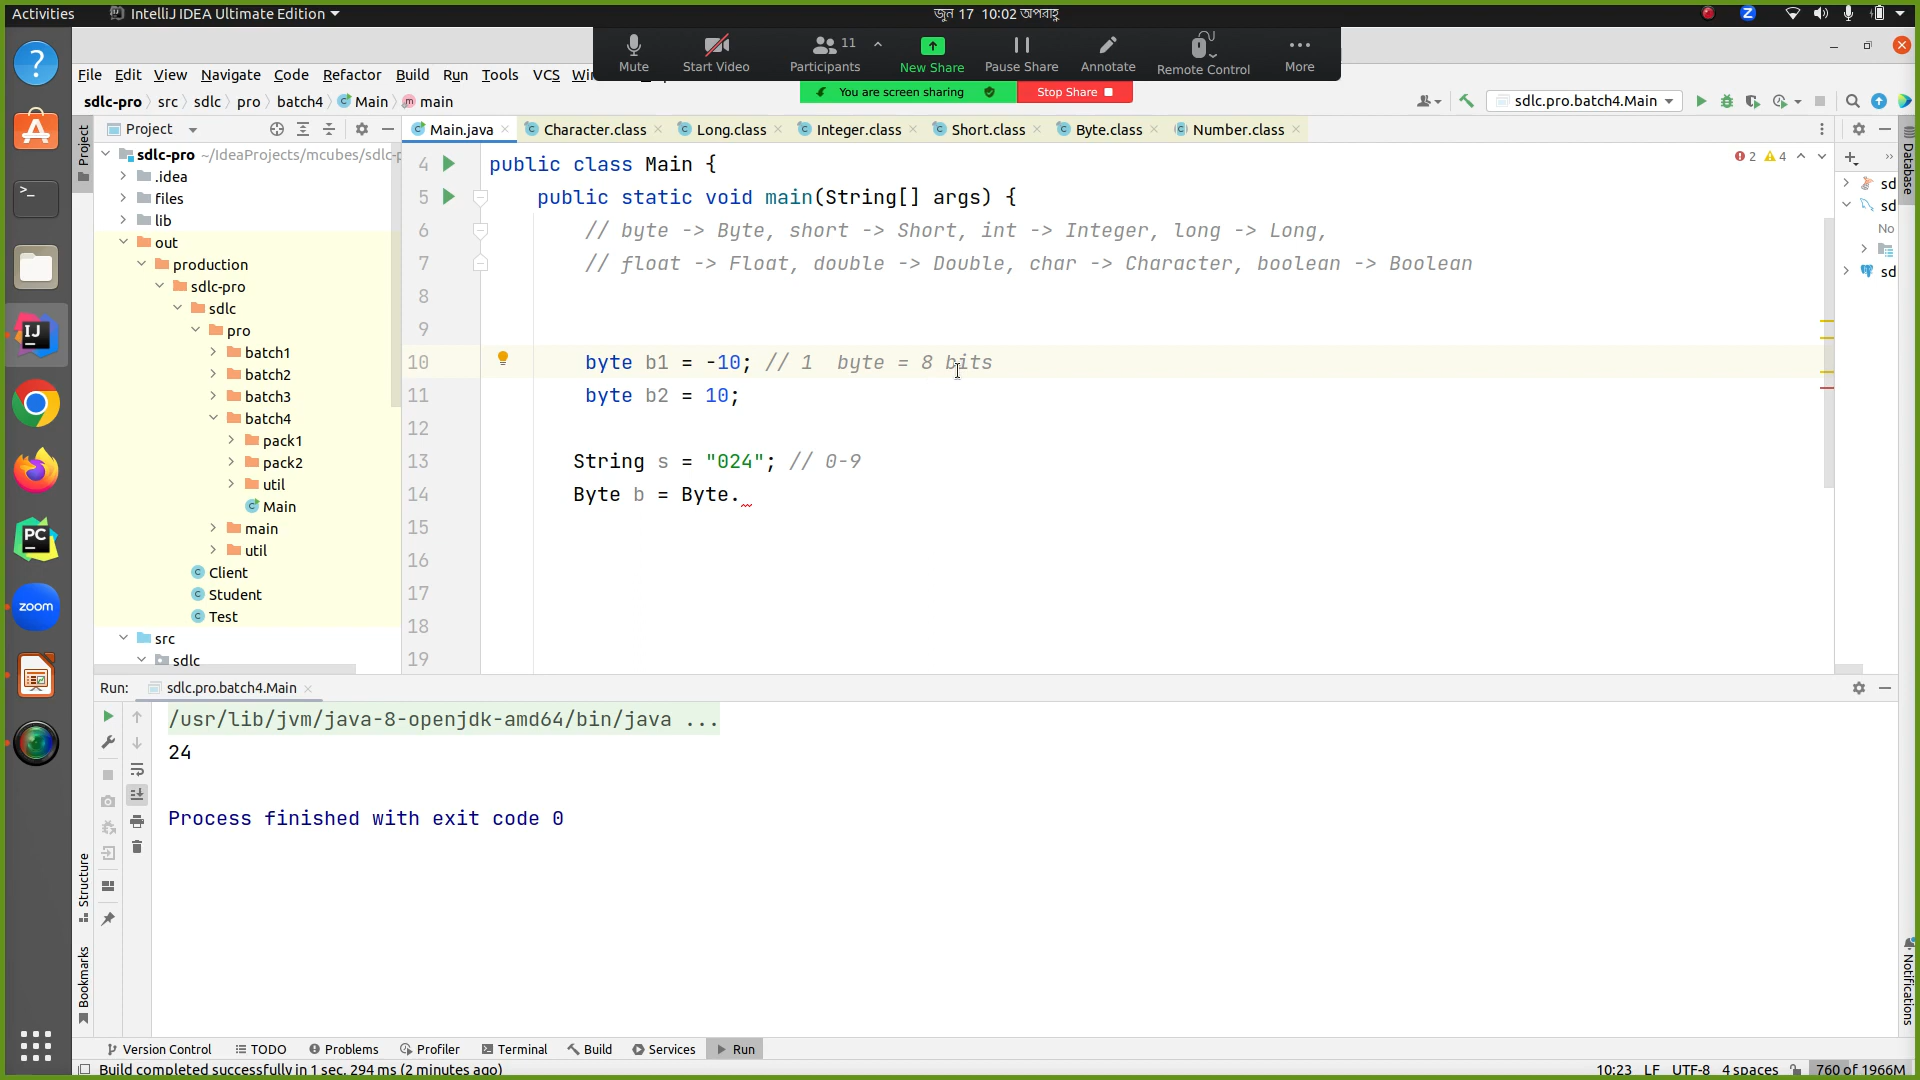 Activities IntelliJ IDEA Ultimate Edition জুন 17 10:02 অপরাহ্ণ
Mute Start Video Participants 11 New Share Pause Share Annotate Remote Control More
You are screen sharing Stop Share
File Edit View Navigate Code Refactor Build Run Tools VCS
sdlc-pro src sdlc pro batch4 Main main sdlc.pro.batch4.Main
Project Main.java Character.class Long.class Integer.class Short.class Byte.class Number.class
Project
Database
sdlc-pro ~/IdeaProjects/mcubes/sdlc-p
.idea
files
lib
out
production
sdlc-pro
sdlc
pro
batch1
batch2
batch3
batch4
pack1
pack2
util
Main
main
util
Client
Student
Test
src
sdlc
2 4
4 public class Main {
5 public static void main(String[] args) {
6 // byte -> Byte, short -> Short, int -> Integer, long -> Long,
7 // float -> Float, double -> Double, char -> Character, boolean -> Boolean
8
9
10 byte b1 = -10; // 1  byte = 8 bits
11 byte b2 = 10;
12
13 String s = "024"; // 0-9
14 Byte b = Byte.
15
16
17
18
19
sd
sd
No
sd
Run: sdlc.pro.batch4.Main
/usr/lib/jvm/java-8-openjdk-amd64/bin/java ...
24
Process finished with exit code 0
Structure
Bookmarks
Notifications
IJ
PC
zoom
Version Control TODO Problems Profiler Terminal Build Services Run
Build completed successfully in 1 sec, 294 ms (2 minutes ago) 10:23 LF UTF-8 4 spaces 760 of 1966M